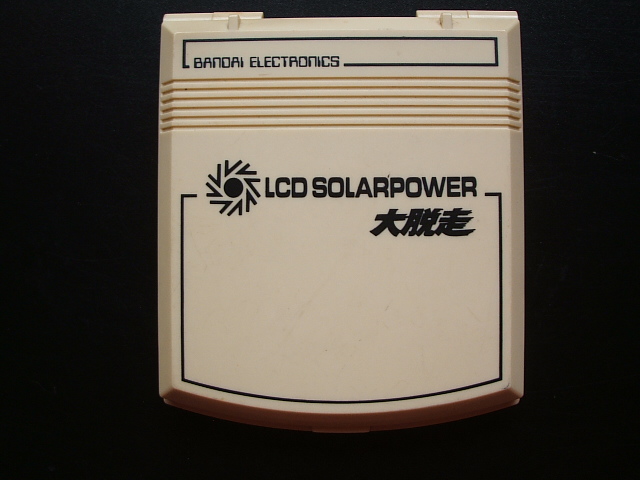 BANDAI ELECTRONICS
LCD SOLARPOWER
大脱走